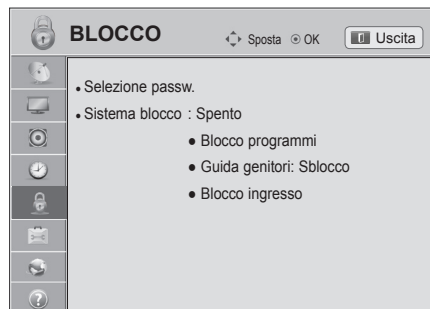 BLOCCO Sposta OK Uscita
• Selezione passw.
• Sistema blocco : Spento
● Blocco programmi
● Guida genitori: Sblocco
● Blocco ingresso